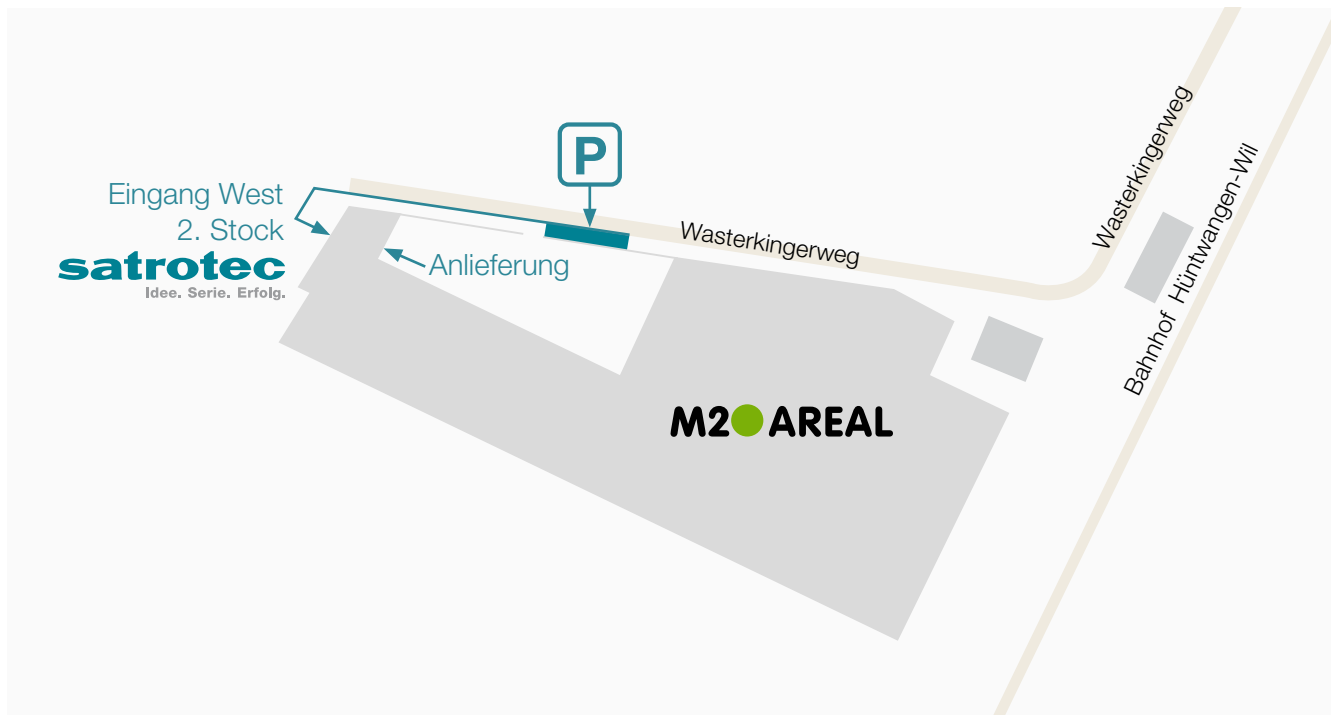 P
Eingang West
2. Stock
satrotec
Idee. Serie. Erfolg.
Anlieferung
Wasterkingerweg
Wasterkingerweg
Bahnhof Hüntwangen-Wil
M2 AREAL